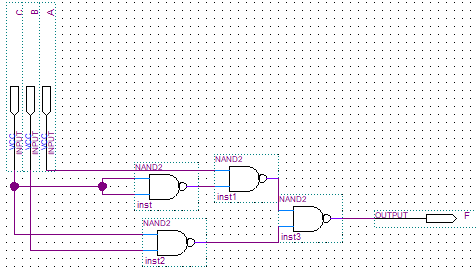 C
B
A
VCC
INPUT
VCC
INPUT
VCC
INPUT
NAND2
inst
NAND2
inst1
NAND2
inst3
NAND2
inst2
OUTPUT
F